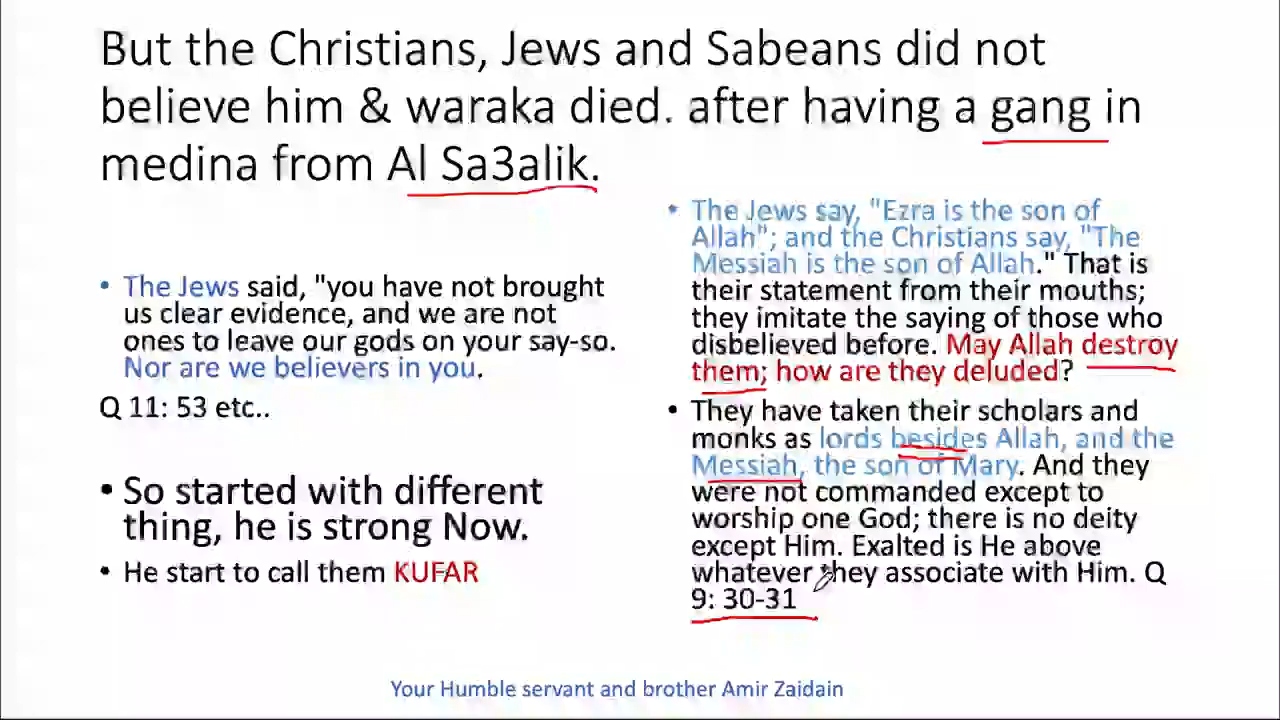 But the Christians, Jews and Sabeans did not
believe him & waraka died. after having a gang in
medina from Al Sa3alik.
• The Jews said, "you have not brought
us clear evidence, and we are not
ones to leave our gods on your say-so.
Nor are we believers in you.
Q 11: 53 etc..
• So started with different
thing, he is strong Now.
• He start to call them KUFAR
• The Jews say, "Ezra is the son of
Allah"; and the Christians say, "The
Messiah is the son of Allah." That is
their statement from their mouths;
they imitate the saying of those who
disbelieved before. May Allah destroy
them; how are they deluded?
• They have taken their scholars and
monks as lords besides Allah, and the
Messiah, the son of Mary. And they
were not commanded except to
worship one God; there is no deity
except Him. Exalted is He above
whatever they associate with Him. Q
9: 30-31
Your Humble servant and brother Amir Zaidain